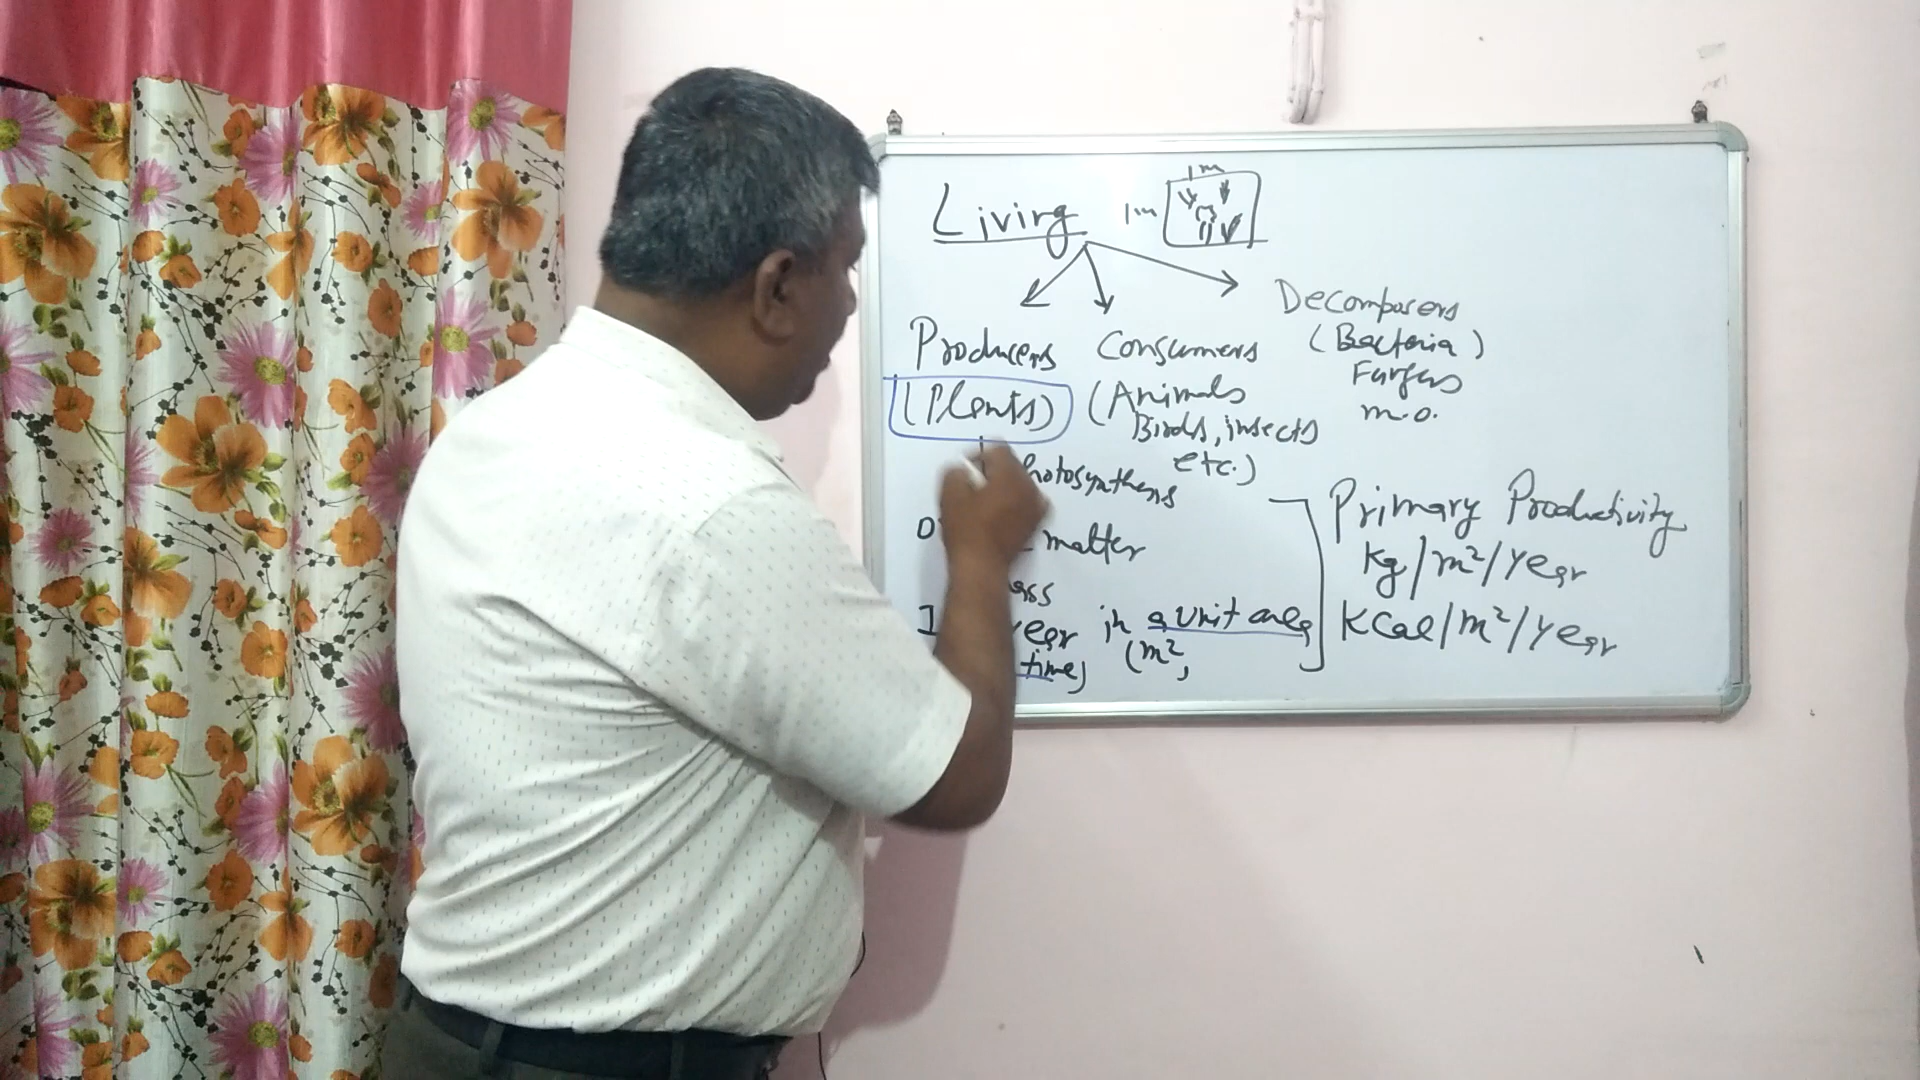 1m
Living 1m
Producers Consumers Decomposers
(Plants) (Animals (Bacteria)
Birds, insects Fungus
etc.) m.o.
hotosynthesis
matter
year in a unit area
time) (m²,
Primary Productivity
Kg/m²/Year
KCal/m²/Year